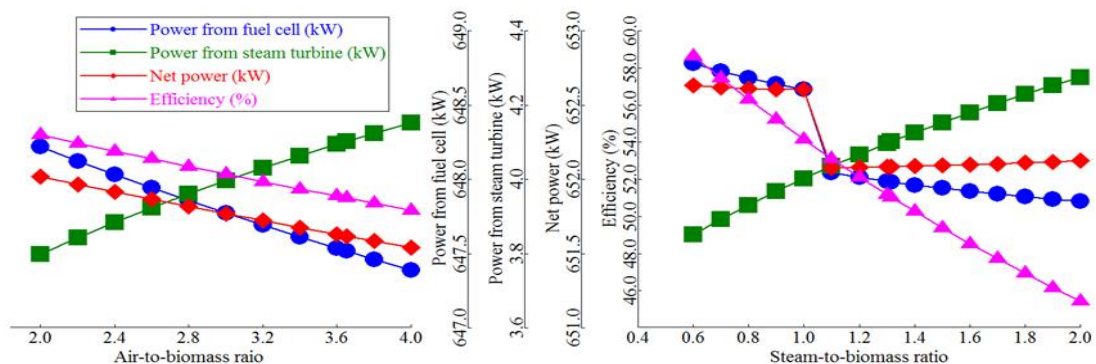 Power from fuel cell (kW)
Power from steam turbine (kW)
Net power (kW)
Efficiency (%)
2.0 2.4 2.8 3.2 3.6 4.0
Air-to-biomass raio
647.0 647.5 648.0 648.5 649.0
Power from fuel cell (kW)
3.6 3.8 4.0 4.2 4.4
Power from steam turbine (kW)
651.0 651.5 652.0 652.5 653.0
Net power (kW)
46.0 48.0 50.0 52.0 54.0 56.0 58.0 60.0
Efficiency (%)
0.4 0.6 0.8 1.0 1.2 1.4 1.6 1.8 2.0
Steam-to-biomass raio